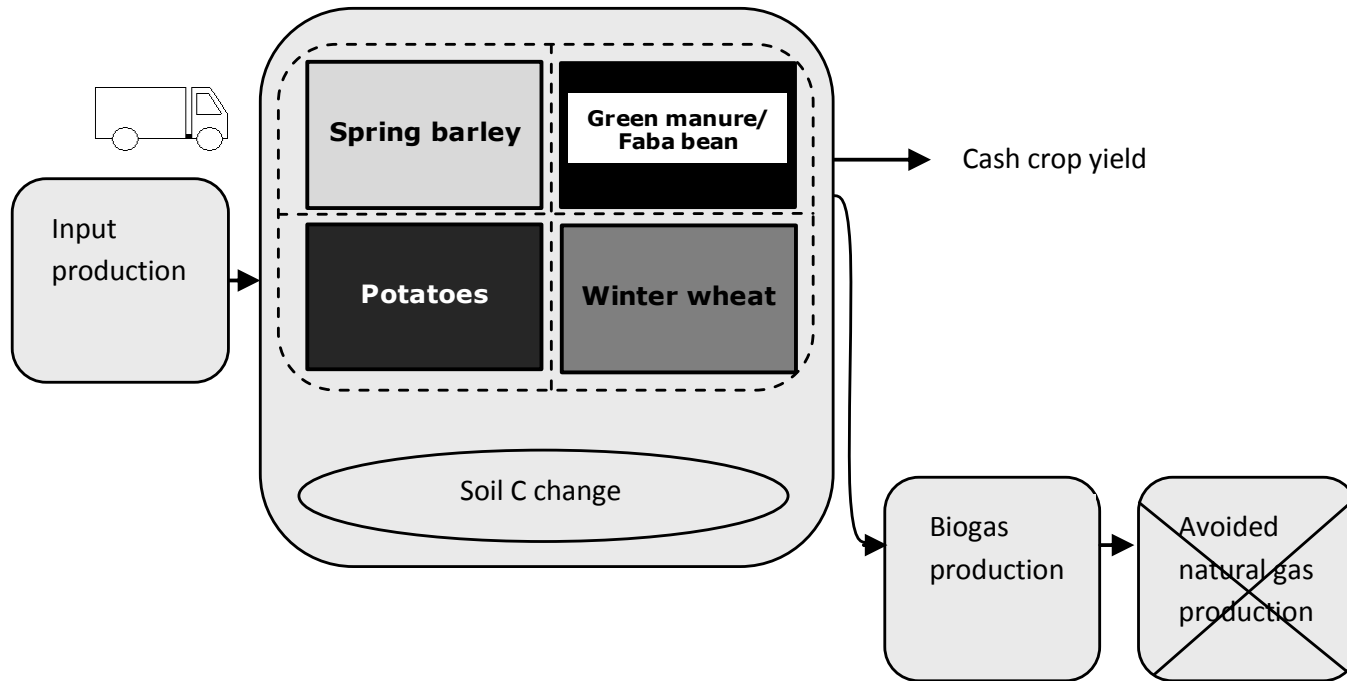 Spring barley
Green manure/
Faba bean
Cash crop yield
Input
production
Potatoes
Winter wheat
Soil C change
Biogas
production
Avoided
natural gas
production